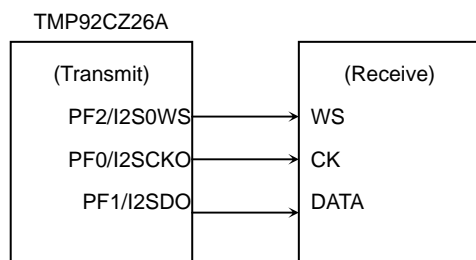 TMP92CZ26A
(Transmit)
(Receive)
PF2/I2S0WS
WS
PF0/I2SCKO
CK
PF1/I2SDO
DATA